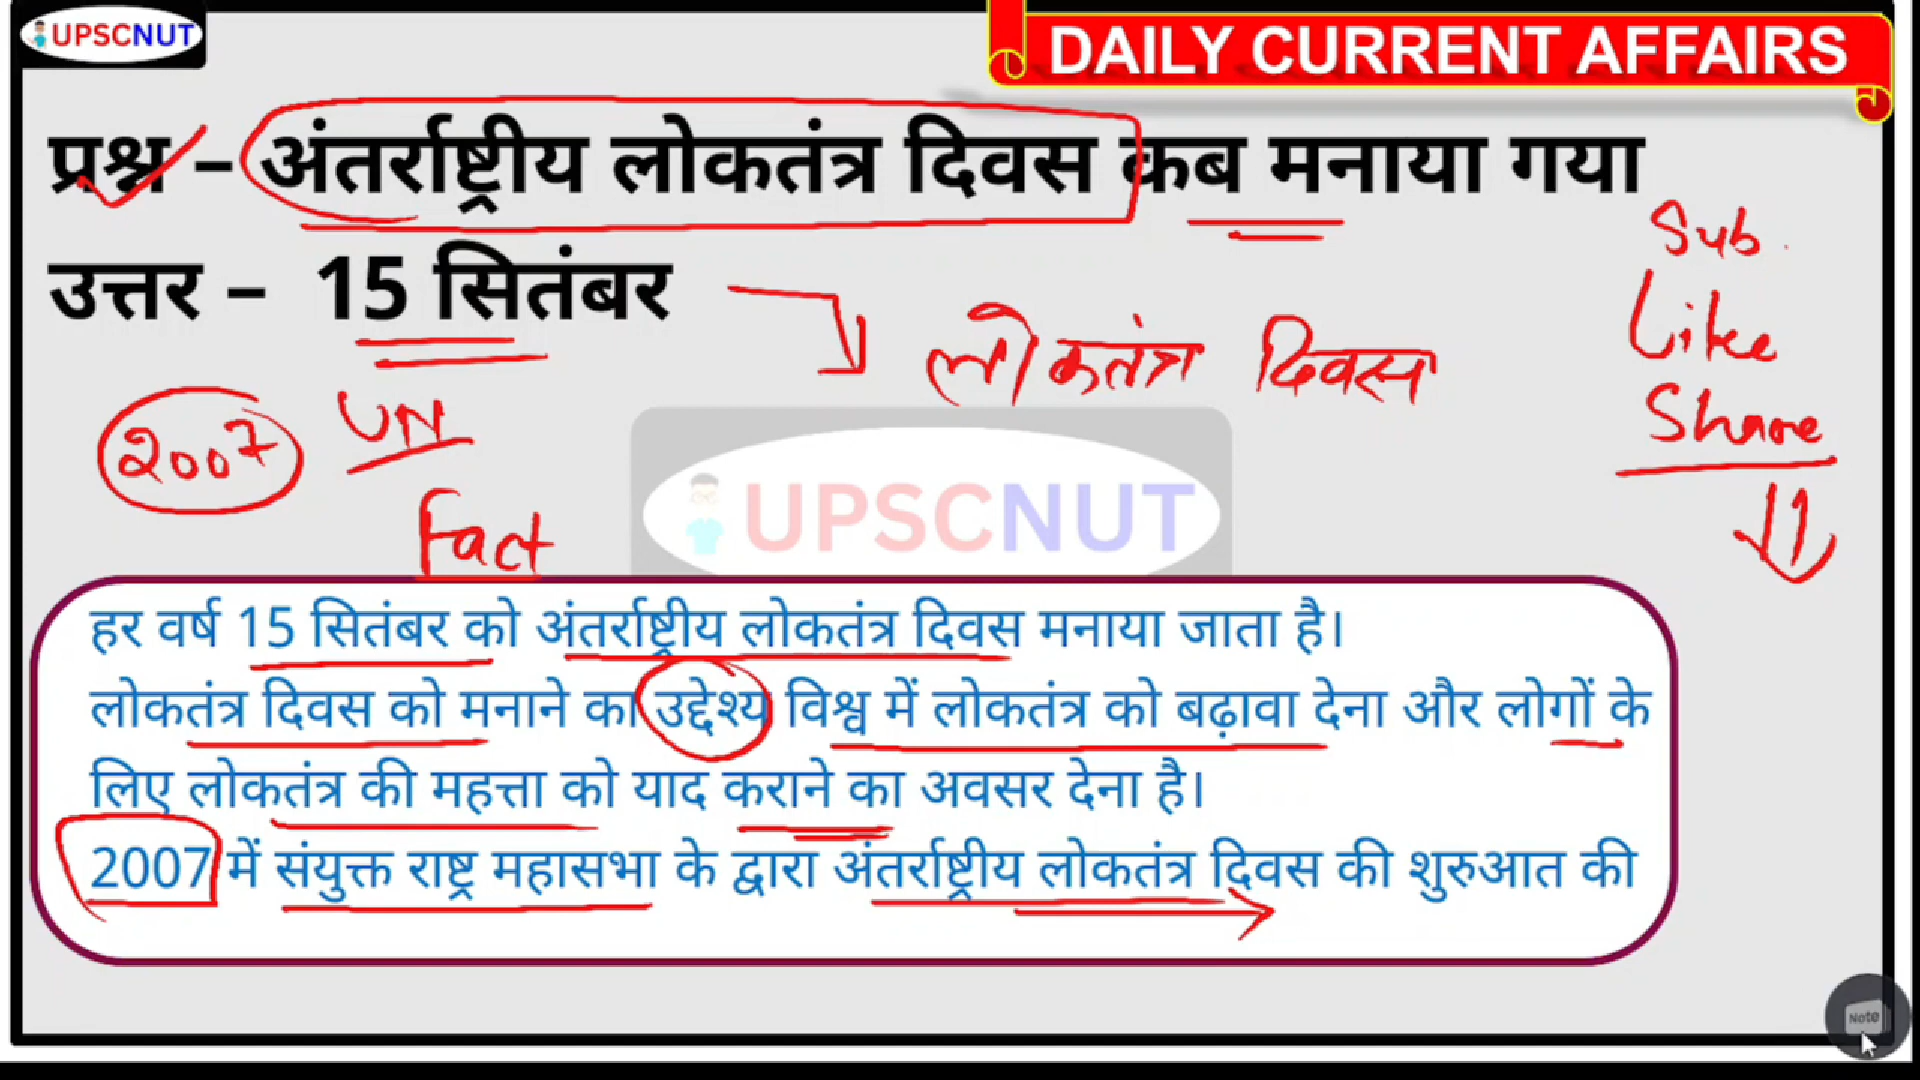 UPSCNUT
DAILY CURRENT AFFAIRS
प्रश्न – अंतर्राष्ट्रीय लोकतंत्र दिवस कब मनाया गया
उत्तर – 15 सितंबर
लोकतंत्र दिवस
Sub.
Like
Share
2007 UN
Fact
UPSCNUT
हर वर्ष 15 सितंबर को अंतर्राष्ट्रीय लोकतंत्र दिवस मनाया जाता है।
लोकतंत्र दिवस को मनाने का उद्देश्य विश्व में लोकतंत्र को बढ़ावा देना और लोगों के
लिए लोकतंत्र की महत्ता को याद कराने का अवसर देना है।
2007 में संयुक्त राष्ट्र महासभा के द्वारा अंतर्राष्ट्रीय लोकतंत्र दिवस की शुरुआत की
Note